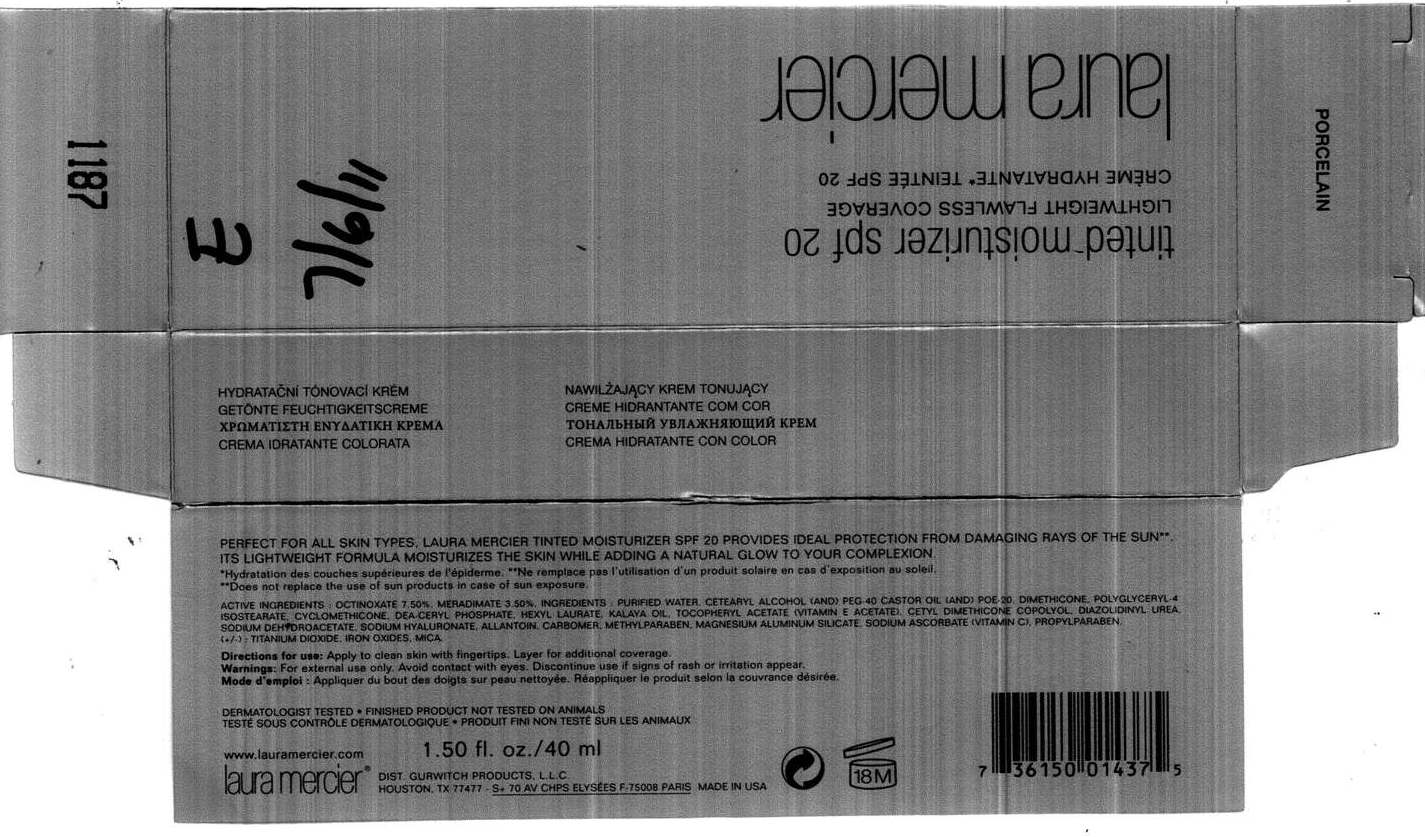 laura mercier
CRÈME HYDRATANTE* TEINTÉE SPF 20
LIGHTWEIGHT FLAWLESS COVERAGE
tinted moisturizer spf 20
PORCELAIN
1187
7/6/11
HYDRATAČNÍ TÓNOVACÍ KRÉM
GETÖNTE FEUCHTIGKEITSCREME
ΧΡΩΜΑΤΙΣΤΗ ΕΝΥΔΑΤΙΚΗ ΚΡΕΜΑ
CREMA IDRATANTE COLORATA
NAWILŻAJĄCY KREM TONUJĄCY
CREME HIDRANTANTE COM COR
ТОНАЛЬНЫЙ УВЛАЖНЯЮЩИЙ КРЕМ
CREMA HIDRATANTE CON COLOR
PERFECT FOR ALL SKIN TYPES, LAURA MERCIER TINTED MOISTURIZER SPF 20 PROVIDES IDEAL PROTECTION FROM DAMAGING RAYS OF THE SUN**.
ITS LIGHTWEIGHT FORMULA MOISTURIZES THE SKIN WHILE ADDING A NATURAL GLOW TO YOUR COMPLEXION.
*Hydratation des couches supérieures de l'épiderme. **Ne remplace pas l'utilisation d'un produit solaire en cas d'exposition au soleil.
**Does not replace the use of sun products in case of sun exposure.
ACTIVE INGREDIENTS : OCTINOXATE 7.50%, MERADIMATE 3.50%. INGREDIENTS : PURIFIED WATER, CETEARYL ALCOHOL (AND) PEG-40 CASTOR OIL (AND) POE-20, DIMETHICONE, POLYGLYCERYL-4
ISOSTEARATE, CYCLOMETHICONE, DEA-CERYL PHOSPHATE, HEXYL LAURATE, KALAYA OIL, TOCOPHERYL ACETATE (VITAMIN E ACETATE), CETYL DIMETHICONE COPOLYOL, DIAZOLIDINYL UREA,
SODIUM DEHYDROACETATE, SODIUM HYALURONATE, ALLANTOIN, CARBOMER, METHYLPARABEN, MAGNESIUM ALUMINUM SILICATE, SODIUM ASCORBATE (VITAMIN C), PROPYLPARABEN.
(+/-) : TITANIUM DIOXIDE, IRON OXIDES, MICA.
Directions for use: Apply to clean skin with fingertips. Layer for additional coverage.
Warnings: For external use only. Avoid contact with eyes. Discontinue use if signs of rash or irritation appear.
Mode d'emploi : Appliquer du bout des doigts sur peau nettoyée. Réappliquer le produit selon la couvrance désirée.
DERMATOLOGIST TESTED • FINISHED PRODUCT NOT TESTED ON ANIMALS
TESTÉ SOUS CONTRÔLE DERMATOLOGIQUE • PRODUIT FINI NON TESTÉ SUR LES ANIMAUX
www.lauramercier.com
1.50 fl. oz./40 ml
laura mercier®
DIST. GURWITCH PRODUCTS, L.L.C.
HOUSTON, TX 77477 - S+ 70 AV CHPS ELYSÉES F-75008 PARIS MADE IN USA
18M
7 36150 01437 5